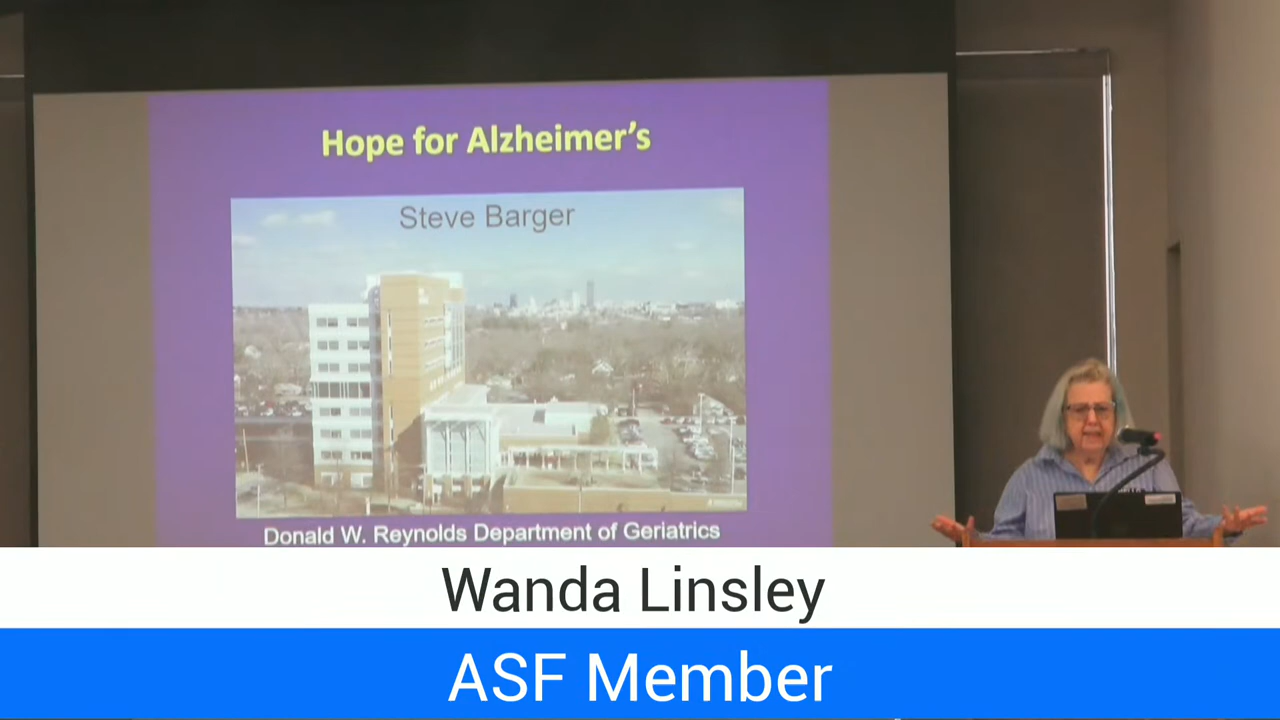 Hope for Alzheimer's
Steve Barger
Donald W. Reynolds Department of Geriatrics
Wanda Linsley
ASF Member